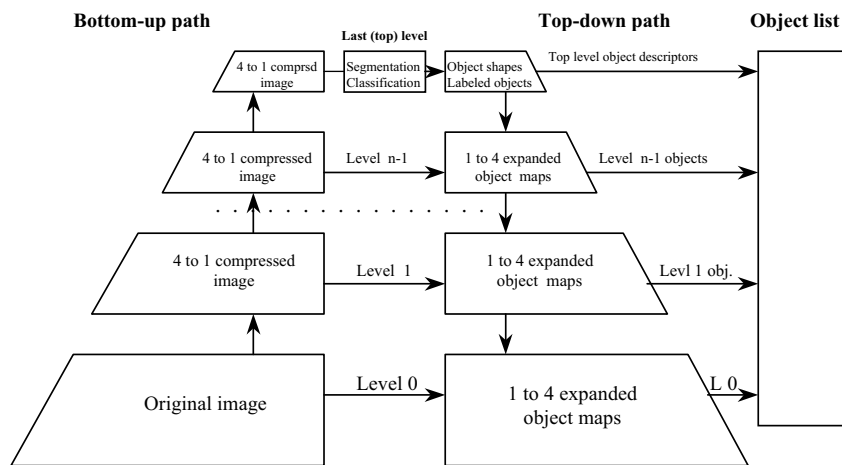 Bottom-up path
Top-down path
Object list
Last (top) level
4 to 1 comprsd
image
Segmentation
Classification
Object shapes
Labeled objects
Top level object descriptors
4 to 1 compressed
image
Level n-1
1 to 4 expanded
object maps
Level n-1 objects
4 to 1 compressed
image
Level 1
1 to 4 expanded
object maps
Levl 1 obj.
Original image
Level 0
1 to 4 expanded
object maps
L 0